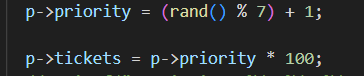 p->priority = (rand() % 7) + 1;
p->tickets = p->priority * 100;